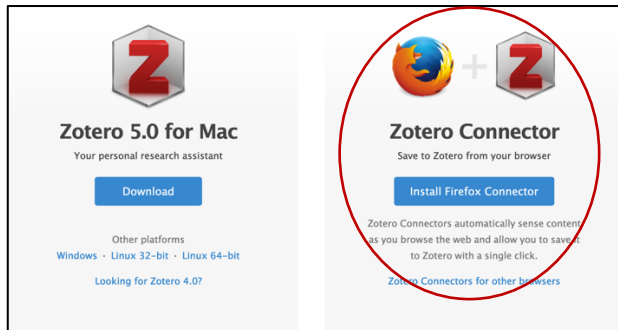 Zotero 5.0 for Mac
Your personal research assistant
Download
Other platforms
Windows · Linux 32-bit · Linux 64-bit
Looking for Zotero 4.0?
Zotero Connector
Save to Zotero from your browser
Install Firefox Connector
Zotero Connectors automatically sense content
as you browse the web and allow you to save it
to Zotero with a single click.
Zotero Connectors for other browsers